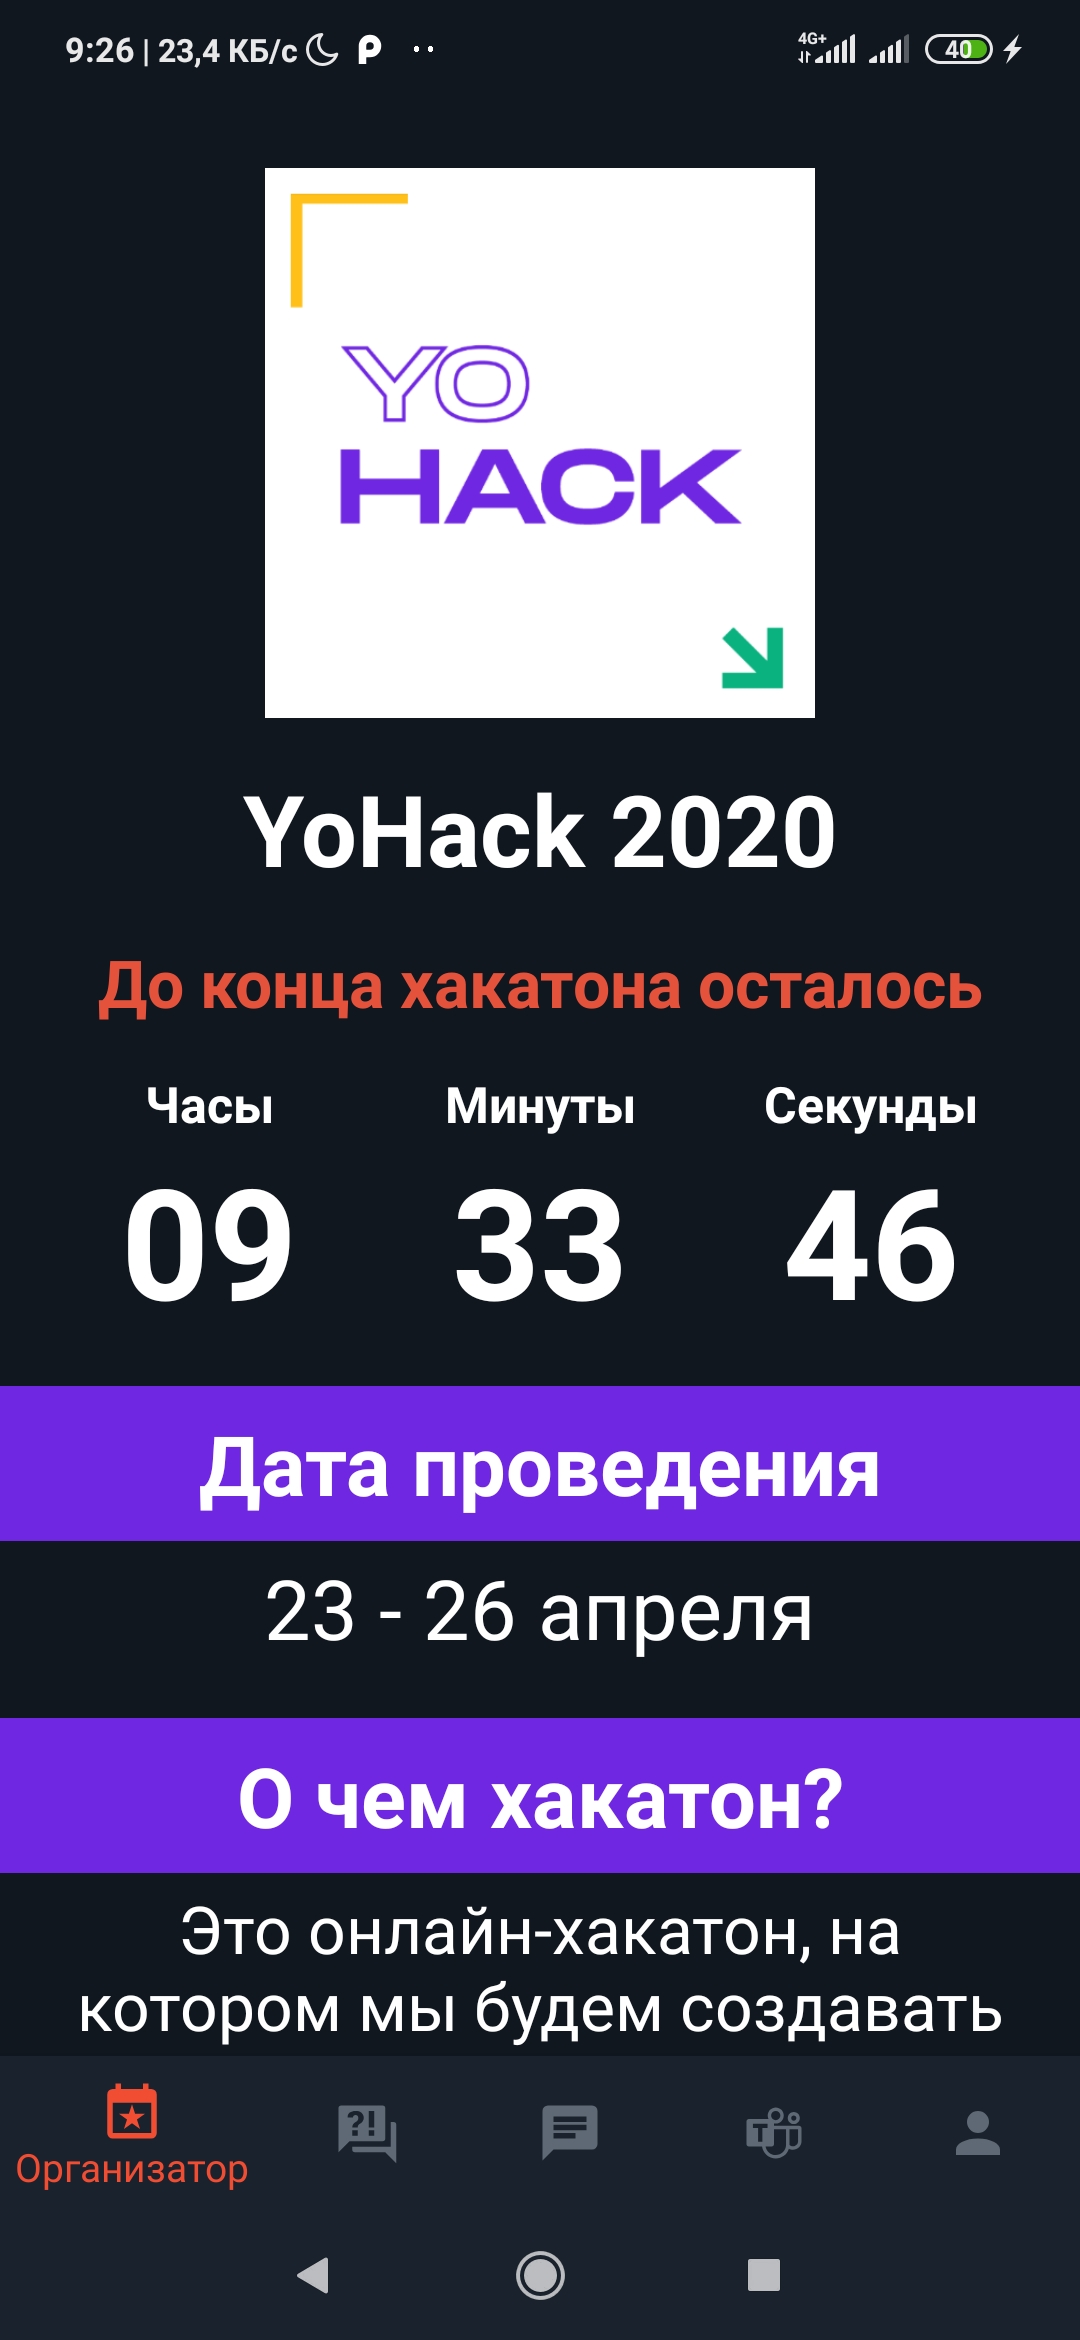 9:26 | 23,4 КБ/с
4G+
40
YO
HACK
YoHack 2020
До конца хакатона осталось
Часы Минуты Секунды
09 33 46
Дата проведения
23 - 26 апреля
О чем хакатон?
Это онлайн-хакатон, на
котором мы будем создавать
?!
T
Организатор